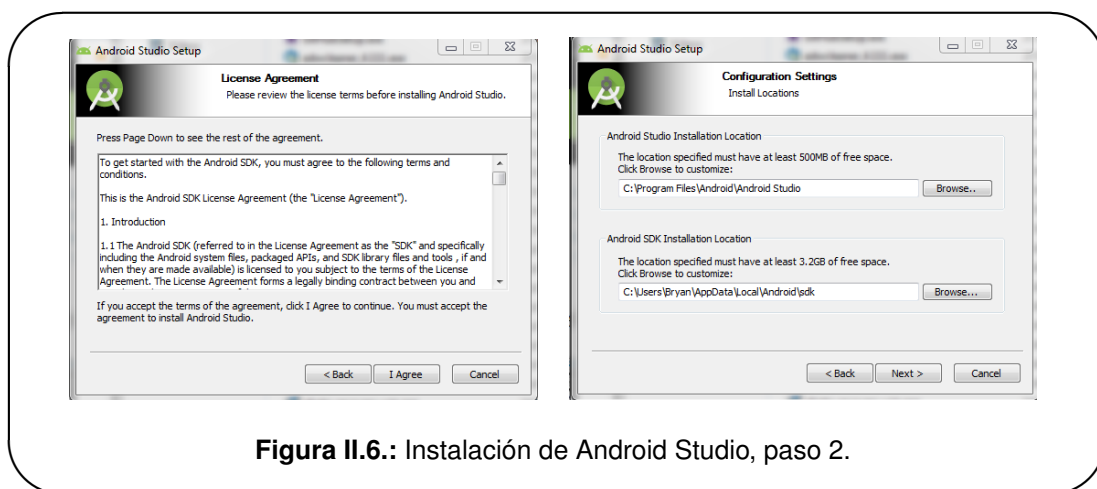 Android Studio Setup
License Agreement
Please review the license terms before installing Android Studio.
Press Page Down to see the rest of the agreement.
To get started with the Android SDK, you must agree to the following terms and
conditions.
This is the Android SDK License Agreement (the "License Agreement").
1. Introduction
1.1 The Android SDK (referred to in the License Agreement as the "SDK" and specifically
including the Android system files, packaged APIs, and SDK library files and tools , if and
when they are made available) is licensed to you subject to the terms of the License
Agreement. The License Agreement forms a legally binding contract between you and
If you accept the terms of the agreement, click I Agree to continue. You must accept the
agreement to install Android Studio.
< Back
I Agree
Cancel
Android Studio Setup
Configuration Settings
Install Locations
Android Studio Installation Location
The location specified must have at least 500MB of free space.
Click Browse to customize:
C:\Program Files\Android\Android Studio
Browse..
Android SDK Installation Location
The location specified must have at least 3.2GB of free space.
Click Browse to customize:
C:\Users\Bryan\AppData\Local\Android\sdk
Browse...
< Back
Next >
Cancel
Figura II.6.: Instalación de Android Studio, paso 2.